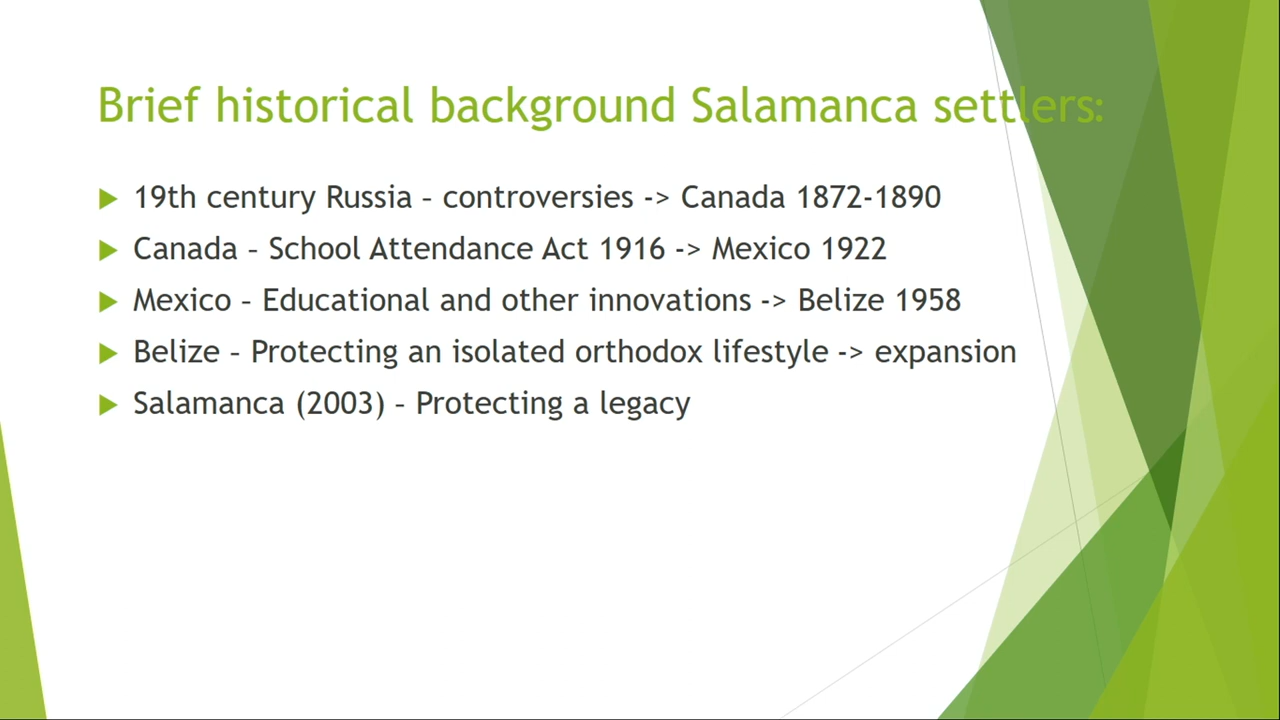 Brief historical background Salamanca settlers:
19th century Russia – controversies -> Canada 1872-1890
Canada – School Attendance Act 1916 -> Mexico 1922
Mexico – Educational and other innovations -> Belize 1958
Belize – Protecting an isolated orthodox lifestyle -> expansion
Salamanca (2003) – Protecting a legacy